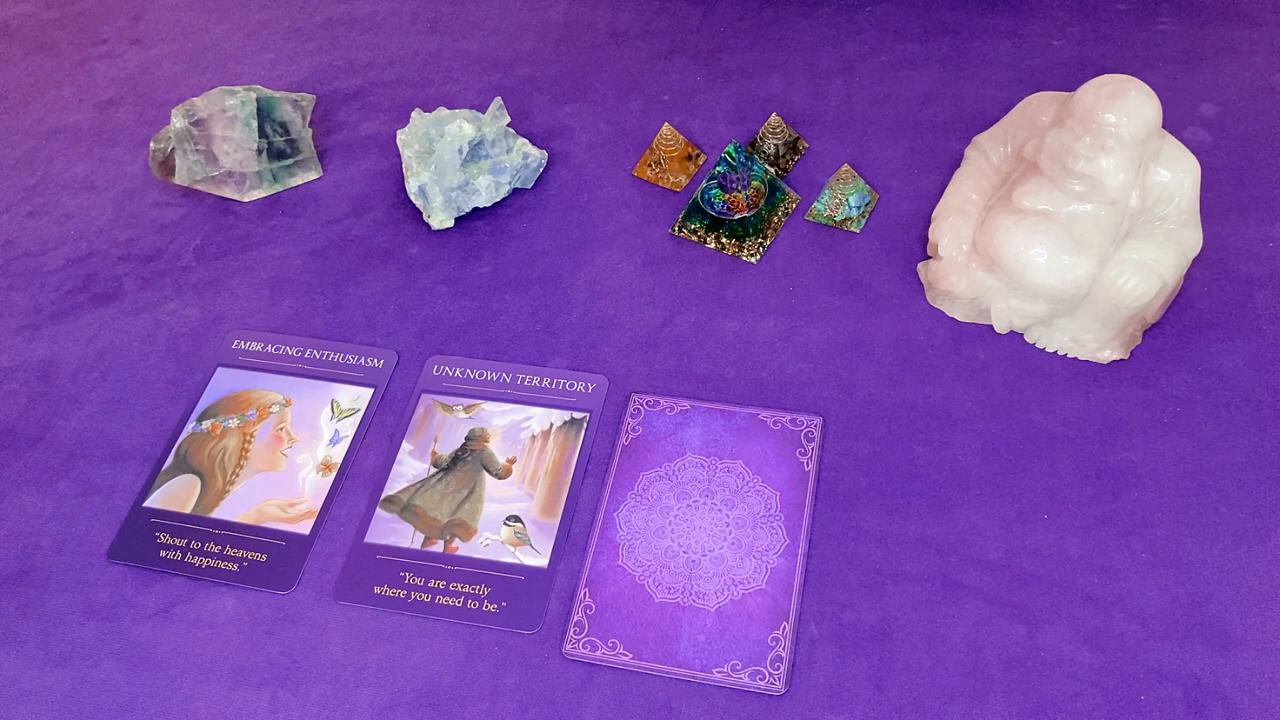 EMBRACING ENTHUSIASM
"Shout to the heavens
with happiness."
UNKNOWN TERRITORY
"You are exactly
where you need to be."